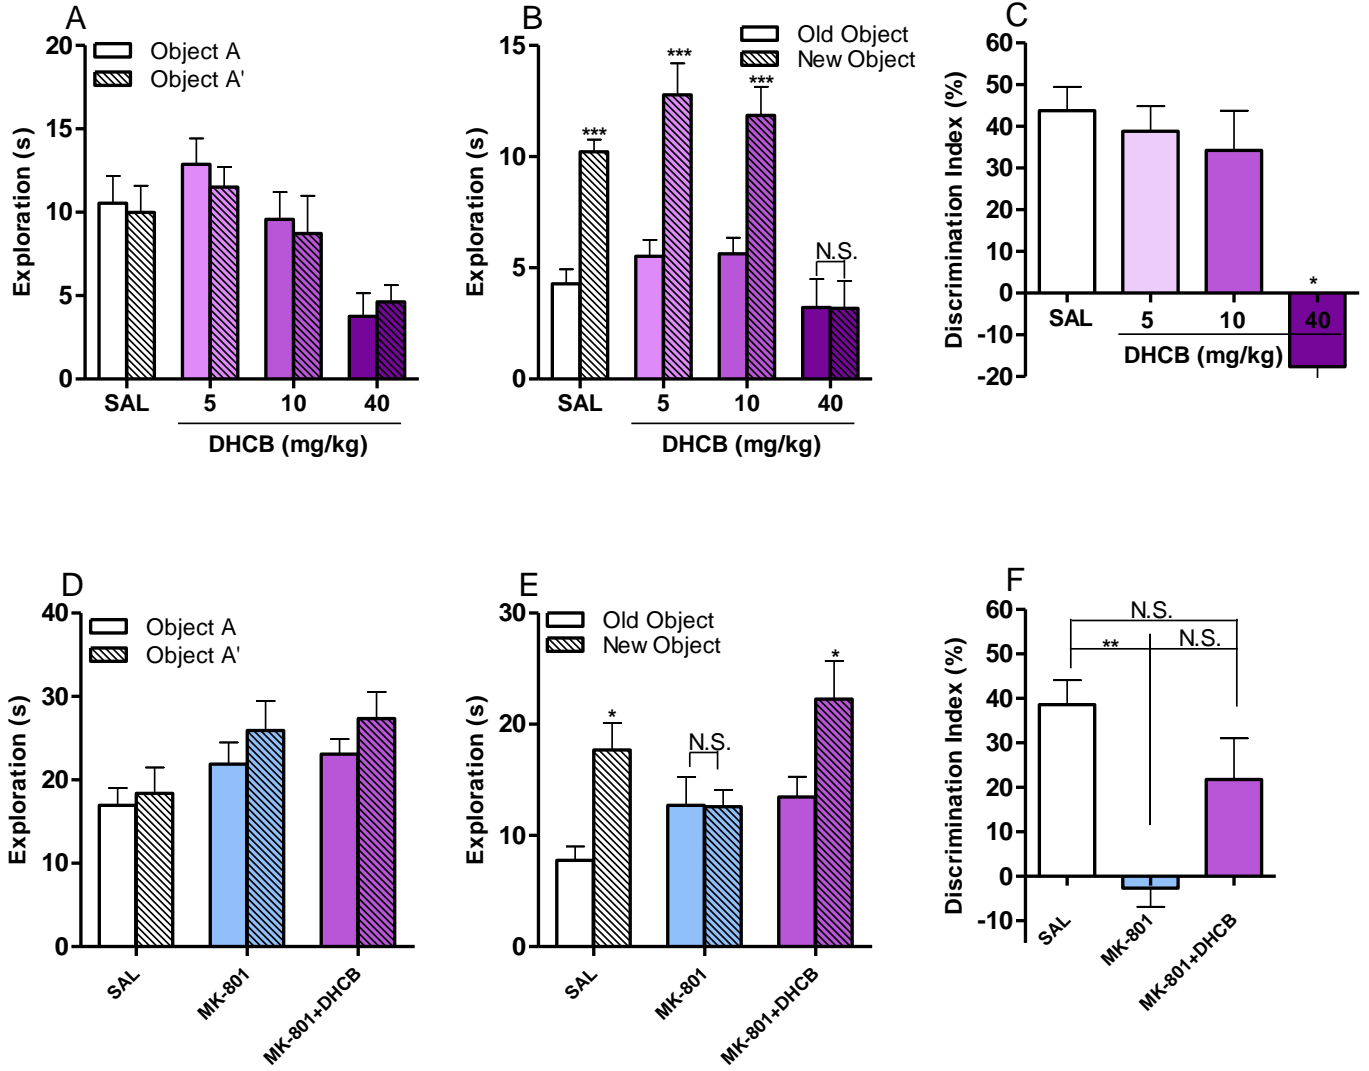 A
20
15
10
5
0
Exploration (s)
Object A
Object A'
SAL
5
10
40
DHCB (mg/kg)
B
15
10
5
0
Exploration (s)
Old Object
New Object
***
***
***
N.S.
SAL
5
10
40
DHCB (mg/kg)
C
60
50
40
30
20
10
0
-10
-20
Discrimination Index (%)
*
SAL
5
10
40
DHCB (mg/kg)
D
40
30
20
10
0
Exploration (s)
Object A
Object A'
SAL
MK-801
MK-801+DHCB
E
30
20
10
0
Exploration (s)
Old Object
New Object
*
N.S.
*
SAL
MK-801
MK-801+DHCB
F
60
50
40
30
20
10
0
-10
Discrimination Index (%)
N.S.
**
N.S.
SAL
MK-801
MK-801+DHCB